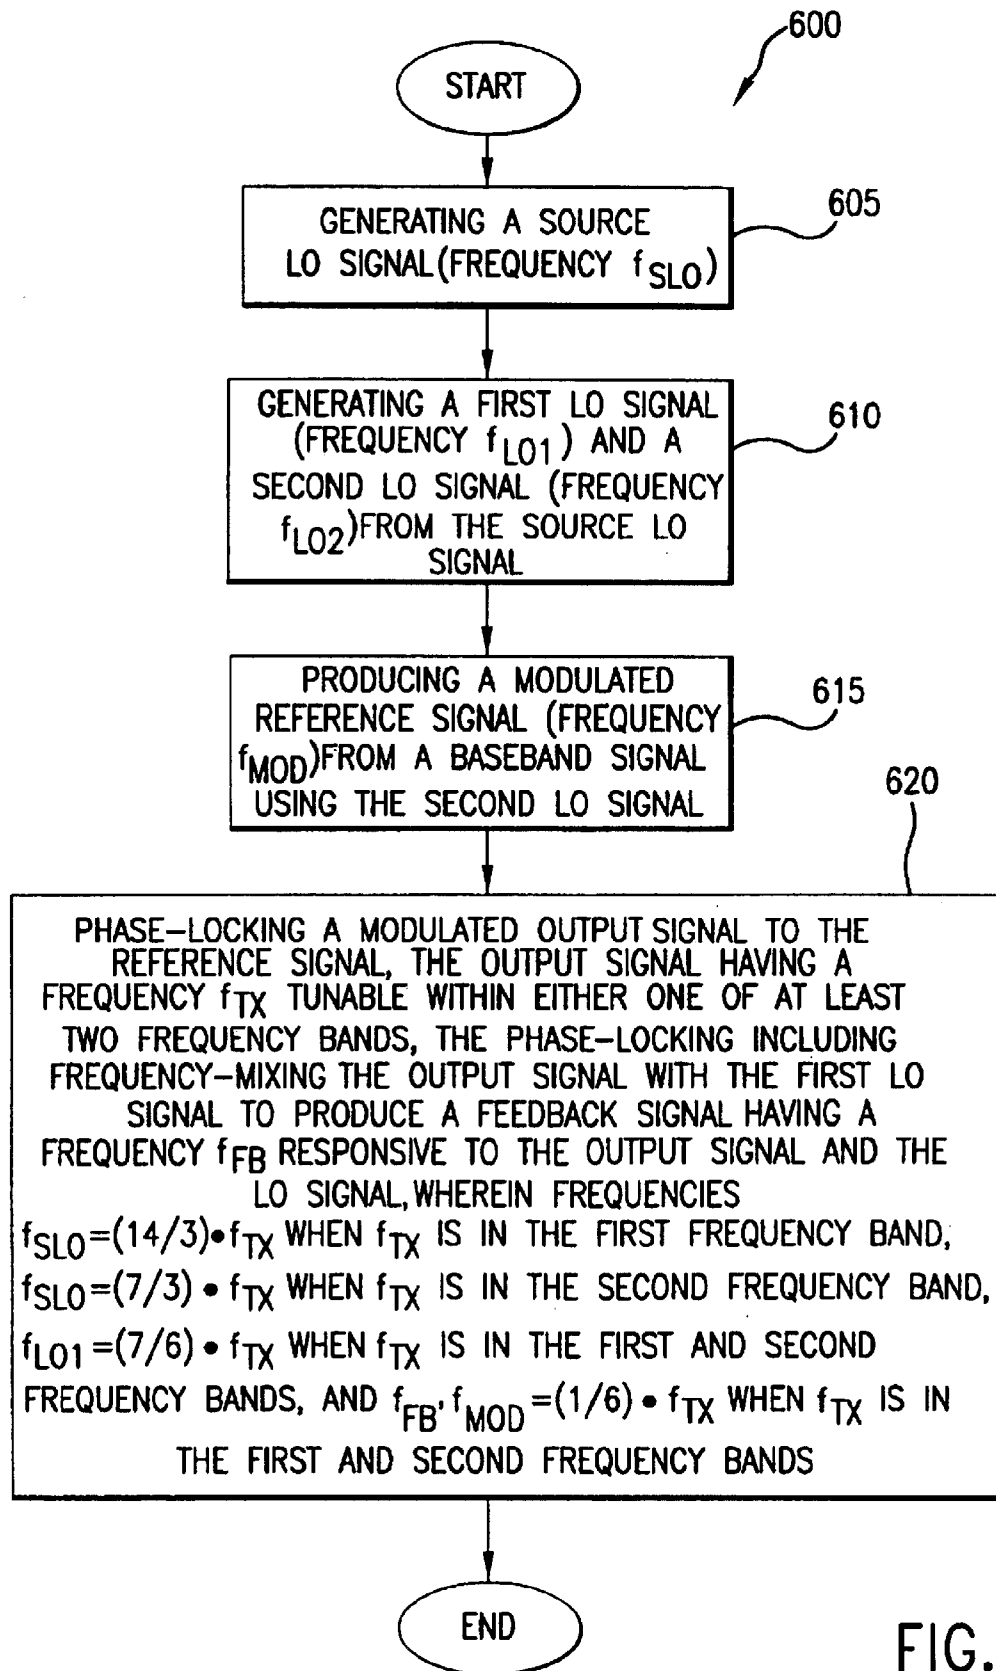 600
START
605
GENERATING A SOURCE
LO SIGNAL(FREQUENCY fSLO)
610
GENERATING A FIRST LO SIGNAL
(FREQUENCY fLO1) AND A
SECOND LO SIGNAL (FREQUENCY
fLO2)FROM THE SOURCE LO
SIGNAL
615
PRODUCING A MODULATED
REFERENCE SIGNAL (FREQUENCY
fMOD)FROM A BASEBAND SIGNAL
USING THE SECOND LO SIGNAL
620
PHASE-LOCKING A MODULATED OUTPUT SIGNAL TO THE
REFERENCE SIGNAL, THE OUTPUT SIGNAL HAVING A
FREQUENCY fTX TUNABLE WITHIN EITHER ONE OF AT LEAST
TWO FREQUENCY BANDS, THE PHASE-LOCKING INCLUDING
FREQUENCY-MIXING THE OUTPUT SIGNAL WITH THE FIRST LO
SIGNAL TO PRODUCE A FEEDBACK SIGNAL HAVING A
FREQUENCY fFB RESPONSIVE TO THE OUTPUT SIGNAL AND THE
LO SIGNAL, WHEREIN FREQUENCIES
fSLO=(14/3)•fTX WHEN fTX IS IN THE FIRST FREQUENCY BAND,
fSLO=(7/3) • fTX WHEN fTX IS IN THE SECOND FREQUENCY BAND,
fLO1=(7/6) • fTX WHEN fTX IS IN THE FIRST AND SECOND
FREQUENCY BANDS, AND fFB, fMOD=(1/6) • fTX WHEN fTX IS IN
THE FIRST AND SECOND FREQUENCY BANDS
END
FIG.